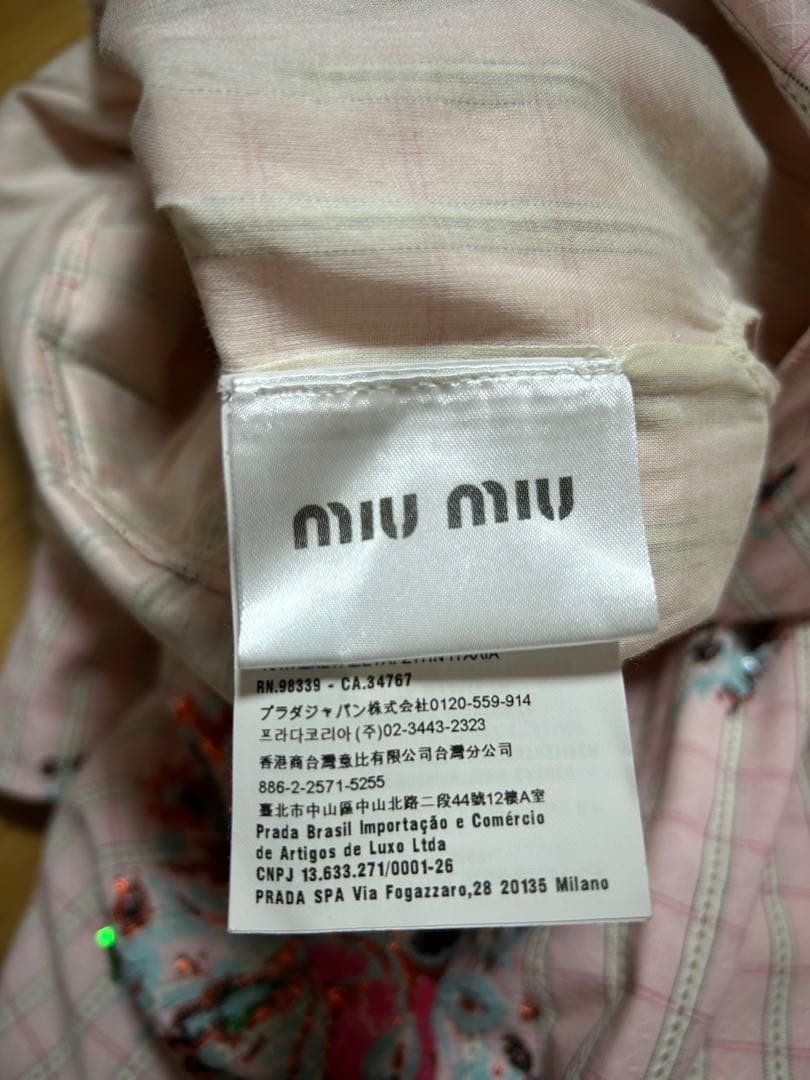 miu miu
RN.98339 - CA.34767
プラダジャパン株式会社0120-559-914
프라다코리아(주)02-3443-2323
香港商台灣意比有限公司台灣分公司
886-2-2571-5255
臺北市中山區中山北路二段44號12樓A室
Prada Brasil Importação e Comércio
de Artigos de Luxo Ltda
CNPJ 13.633.271/0001-26
PRADA SPA Via Fogazzaro,28 20135 Milano